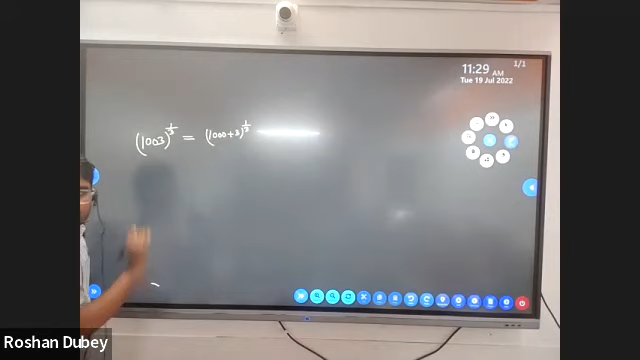 11:29 AM
Tue 19 Jul 2022
1/1
(1003)^{1/3} = (1000+3)^{1/3}
Roshan Dubey